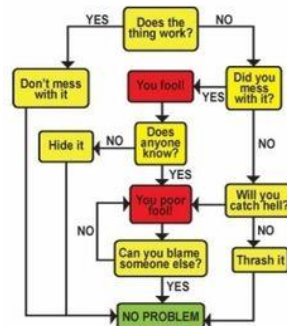 Does the
thing work?
YES
NO
Don't mess
with it
You fool!
YES
Did you
mess
with it?
Hide it
NO
Does
anyone
know?
NO
YES
You poor
fool!
Will you
catch hell?
NO
NO
Can you blame
someone else?
Thrash it
YES
NO PROBLEM